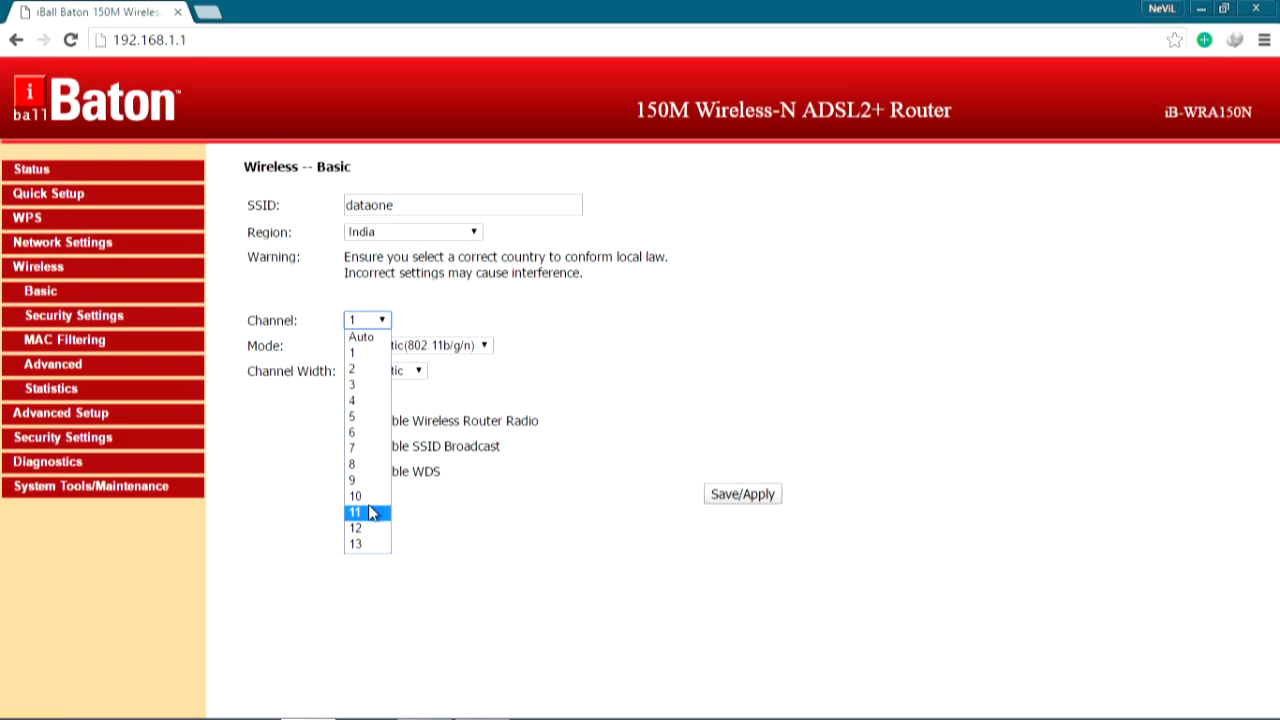 iBall Baton 150M Wireles
NeViL
192.168.1.1
i
ball Baton™
150M Wireless-N ADSL2+ Router
iB-WRA150N
Status
Quick Setup
WPS
Network Settings
Wireless
Basic
Security Settings
MAC Filtering
Advanced
Statistics
Advanced Setup
Security Settings
Diagnostics
System Tools/Maintenance
Wireless -- Basic
SSID: dataone
Region: India
Warning: Ensure you select a correct country to conform local law.
Incorrect settings may cause interference.
Channel: 1
Mode: tic(802.11b/g/n)
Channel Width: tic
Auto
1
2
3
4
5
6
7
8
9
10
11
12
13
ble Wireless Router Radio
ble SSID Broadcast
ble WDS
Save/Apply